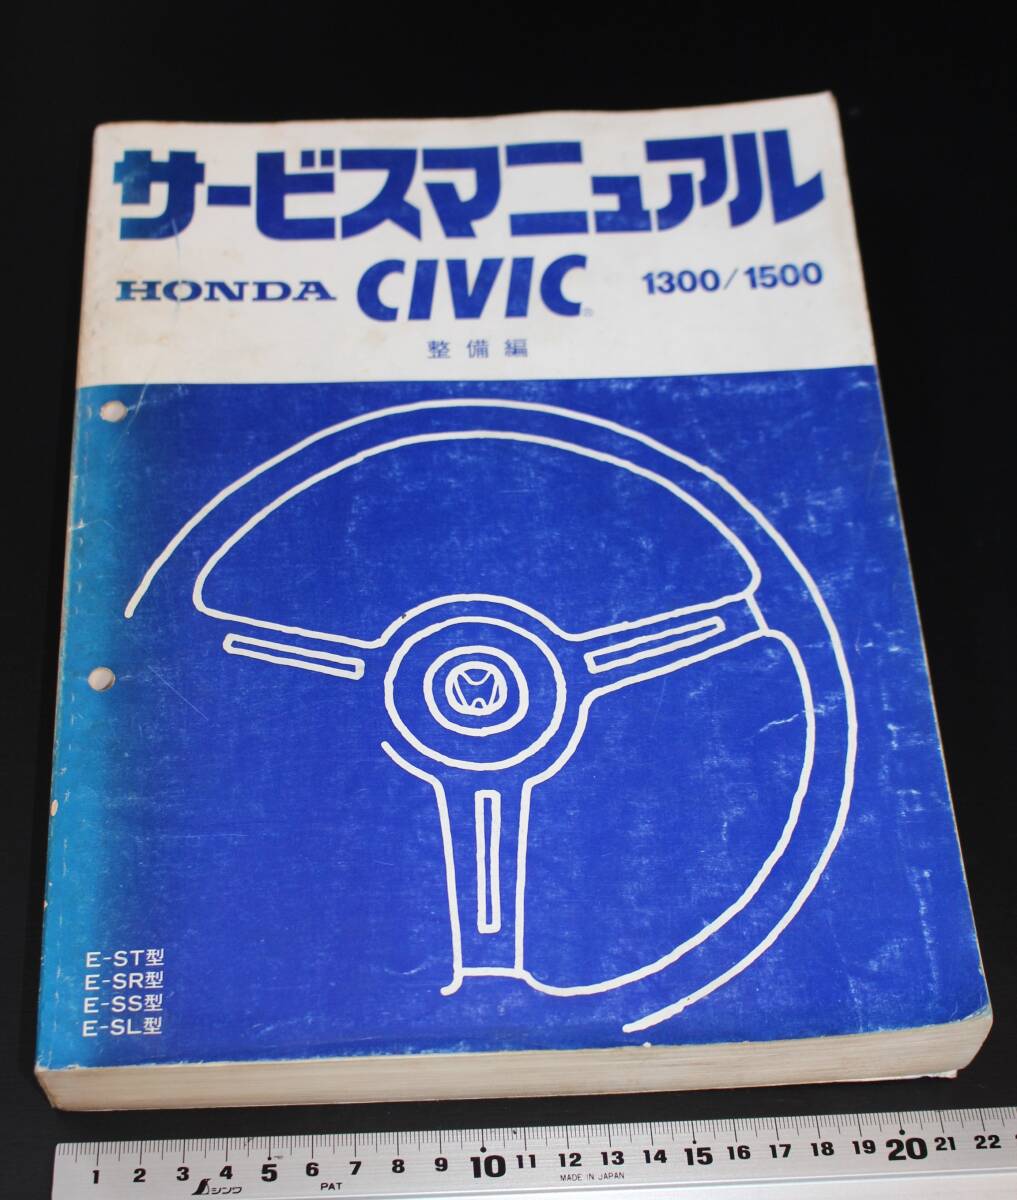 サービスマニュアル
HONDA CIVIC® 1300/1500
整備編
E-ST型
E-SR型
E-SS型
E-SL型
1 2 3 4 5 6 7 8 9 10 11 12 13 14 15 16 17 18 19 20 21 22
シンワ PAT MADE IN JAPAN